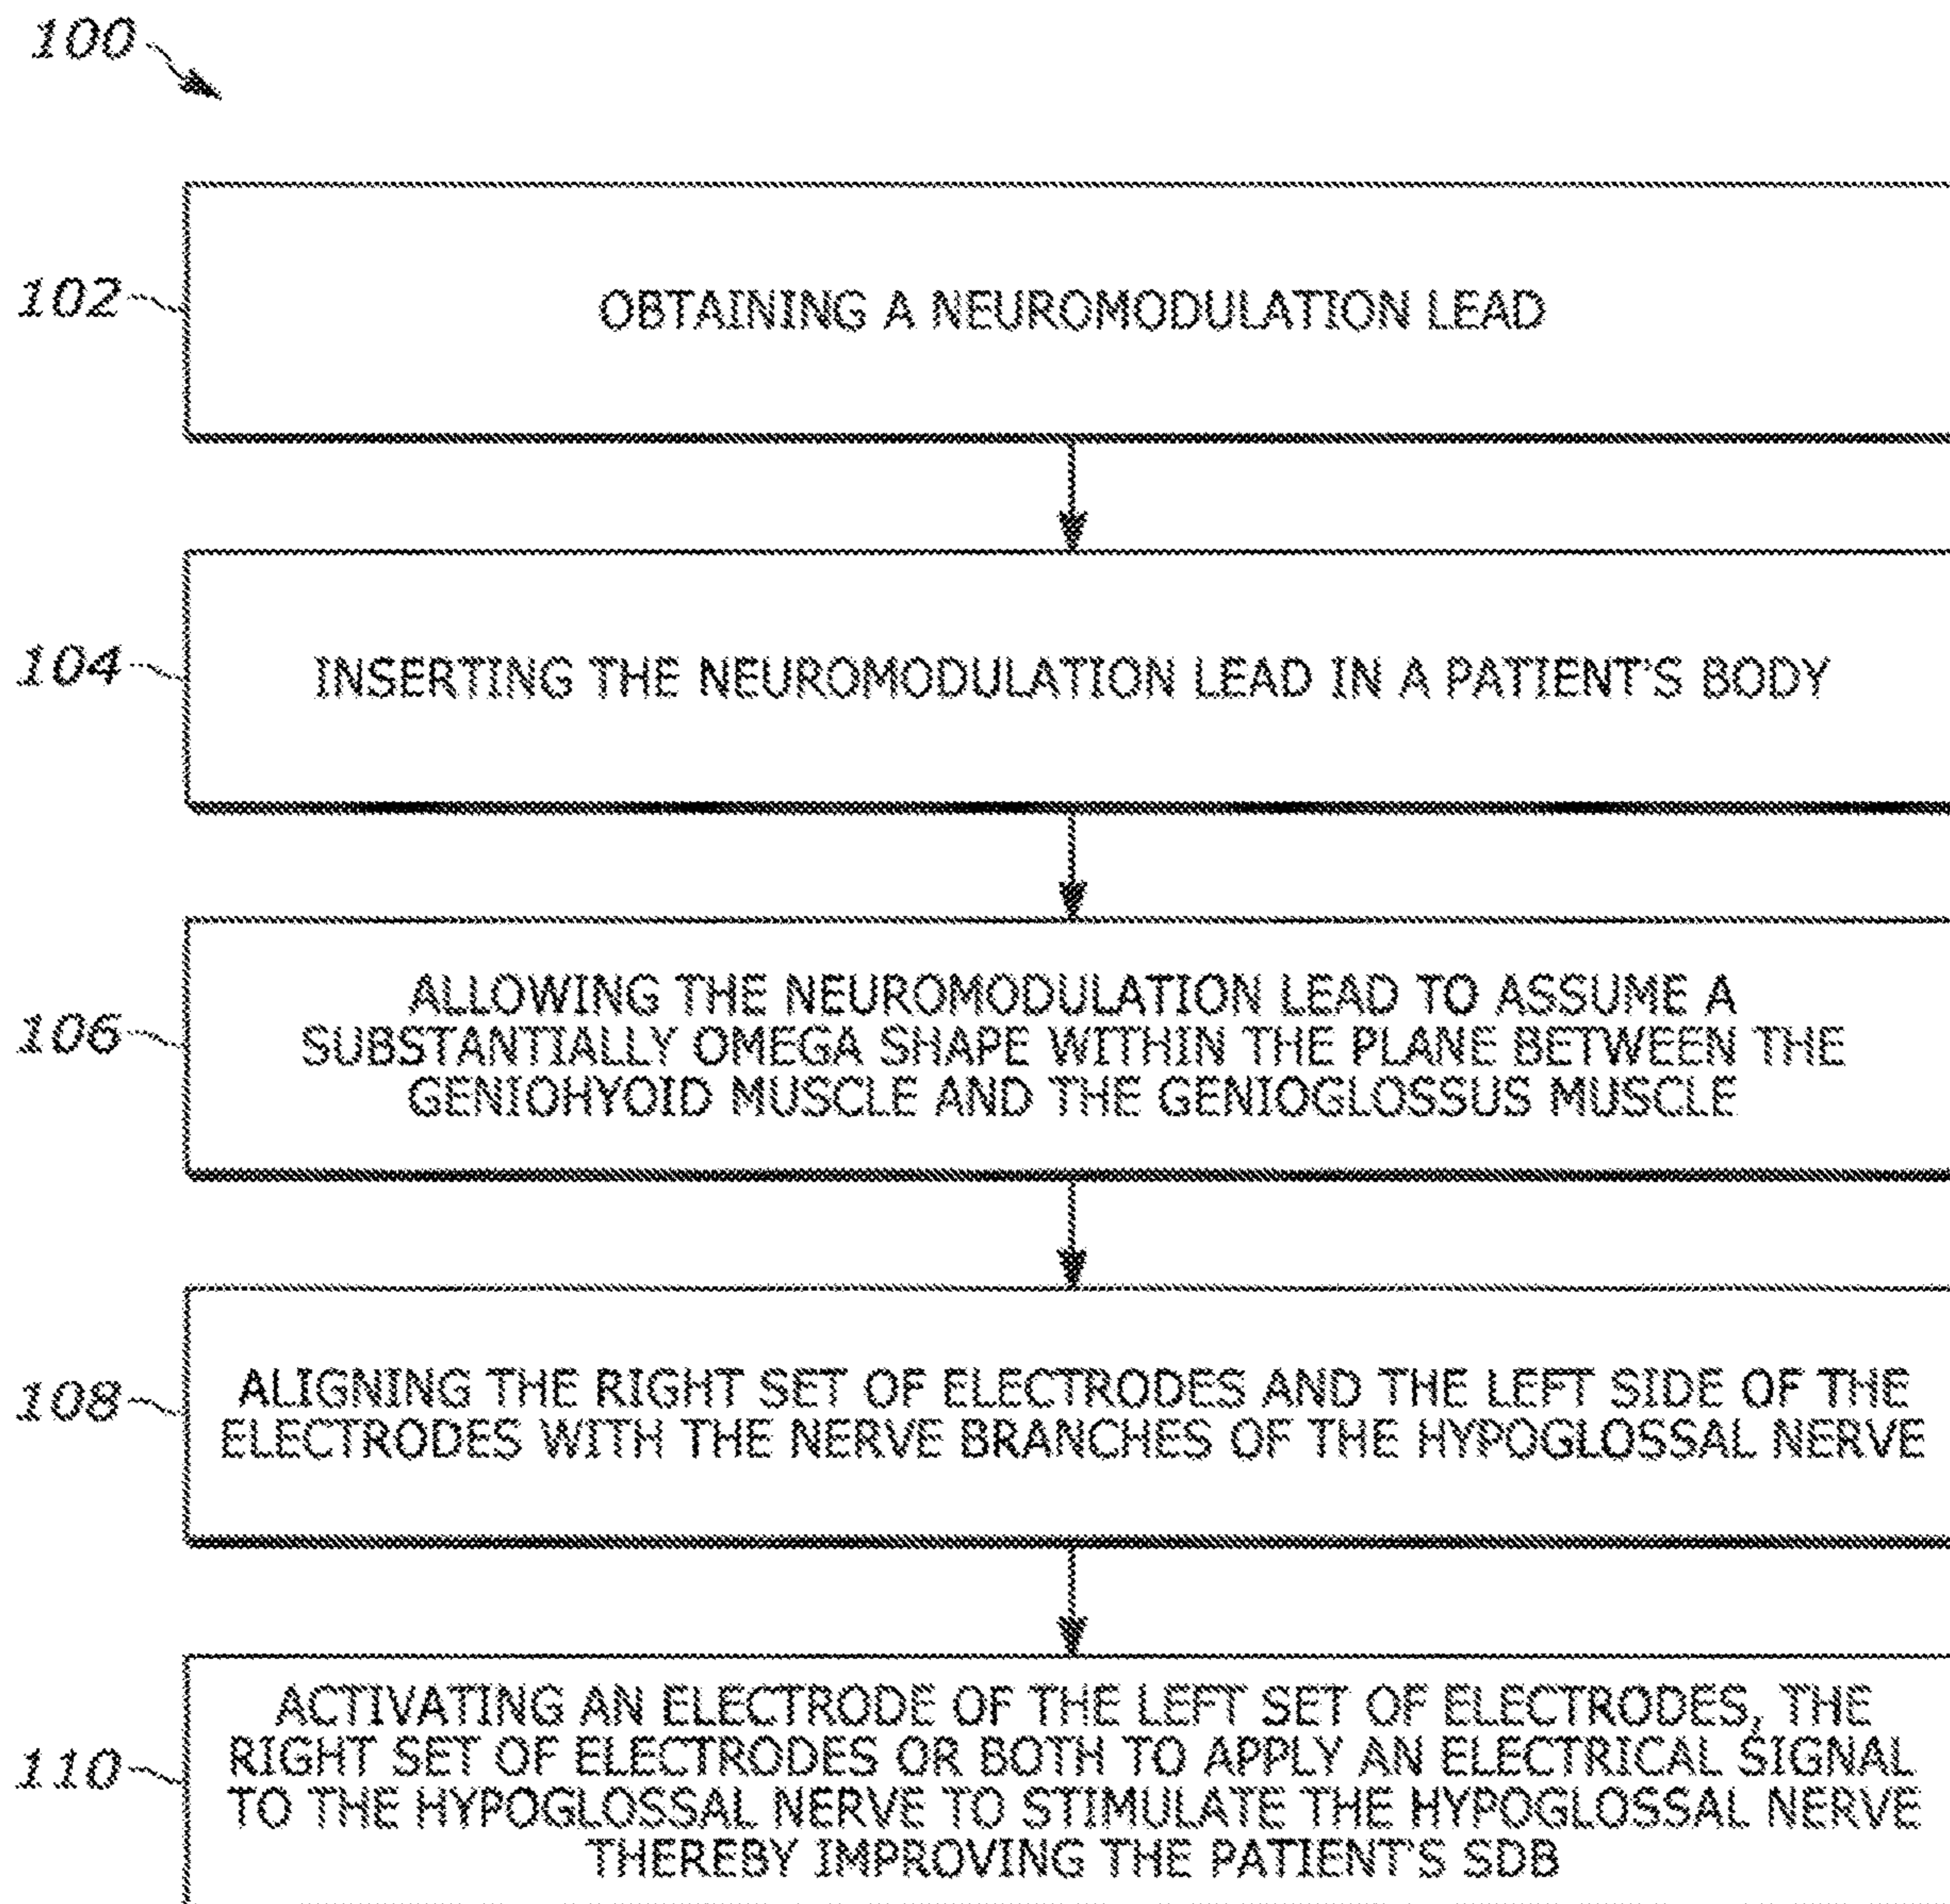 100
102
OBTAINING A NEUROMODULATION LEAD
104
INSERTING THE NEUROMODULATION LEAD IN A PATIENT'S BODY
106
ALLOWING THE NEUROMODULATION LEAD TO ASSUME A
SUBSTANTIALLY OMEGA SHAPE WITHIN THE PLANE BETWEEN THE
GENIOHYOID MUSCLE AND THE GENIOGLOSSUS MUSCLE
108
ALIGNING THE RIGHT SET OF ELECTRODES AND THE LEFT SIDE OF THE
ELECTRODES WITH THE NERVE BRANCHES OF THE HYPOGLOSSAL NERVE
110
ACTIVATING AN ELECTRODE OF THE LEFT SET OF ELECTRODES, THE
RIGHT SET OF ELECTRODES OR BOTH TO APPLY AN ELECTRICAL SIGNAL
TO THE HYPOGLOSSAL NERVE TO STIMULATE THE HYPOGLOSSAL NERVE
THEREBY IMPROVING THE PATIENT'S SDB